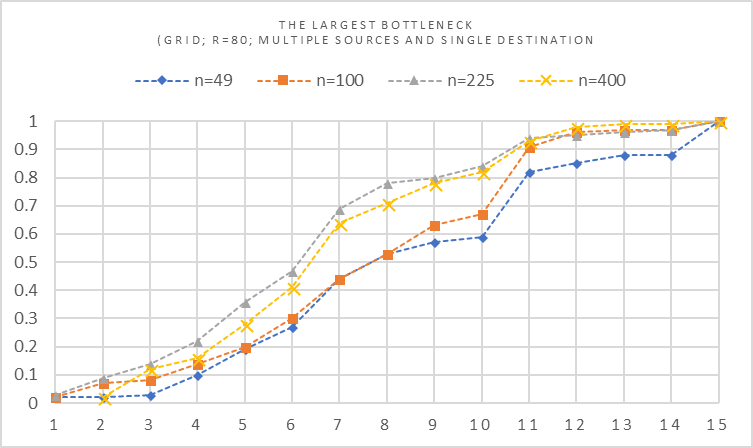 THE LARGEST BOTTLENECK
(GRID; R=80; MULTIPLE SOURCES AND SINGLE DESTINATION
n=49 n=100 n=225 n=400
1
0.9
0.8
0.7
0.6
0.5
0.4
0.3
0.2
0.1
0
1 2 3 4 5 6 7 8 9 10 11 12 13 14 15